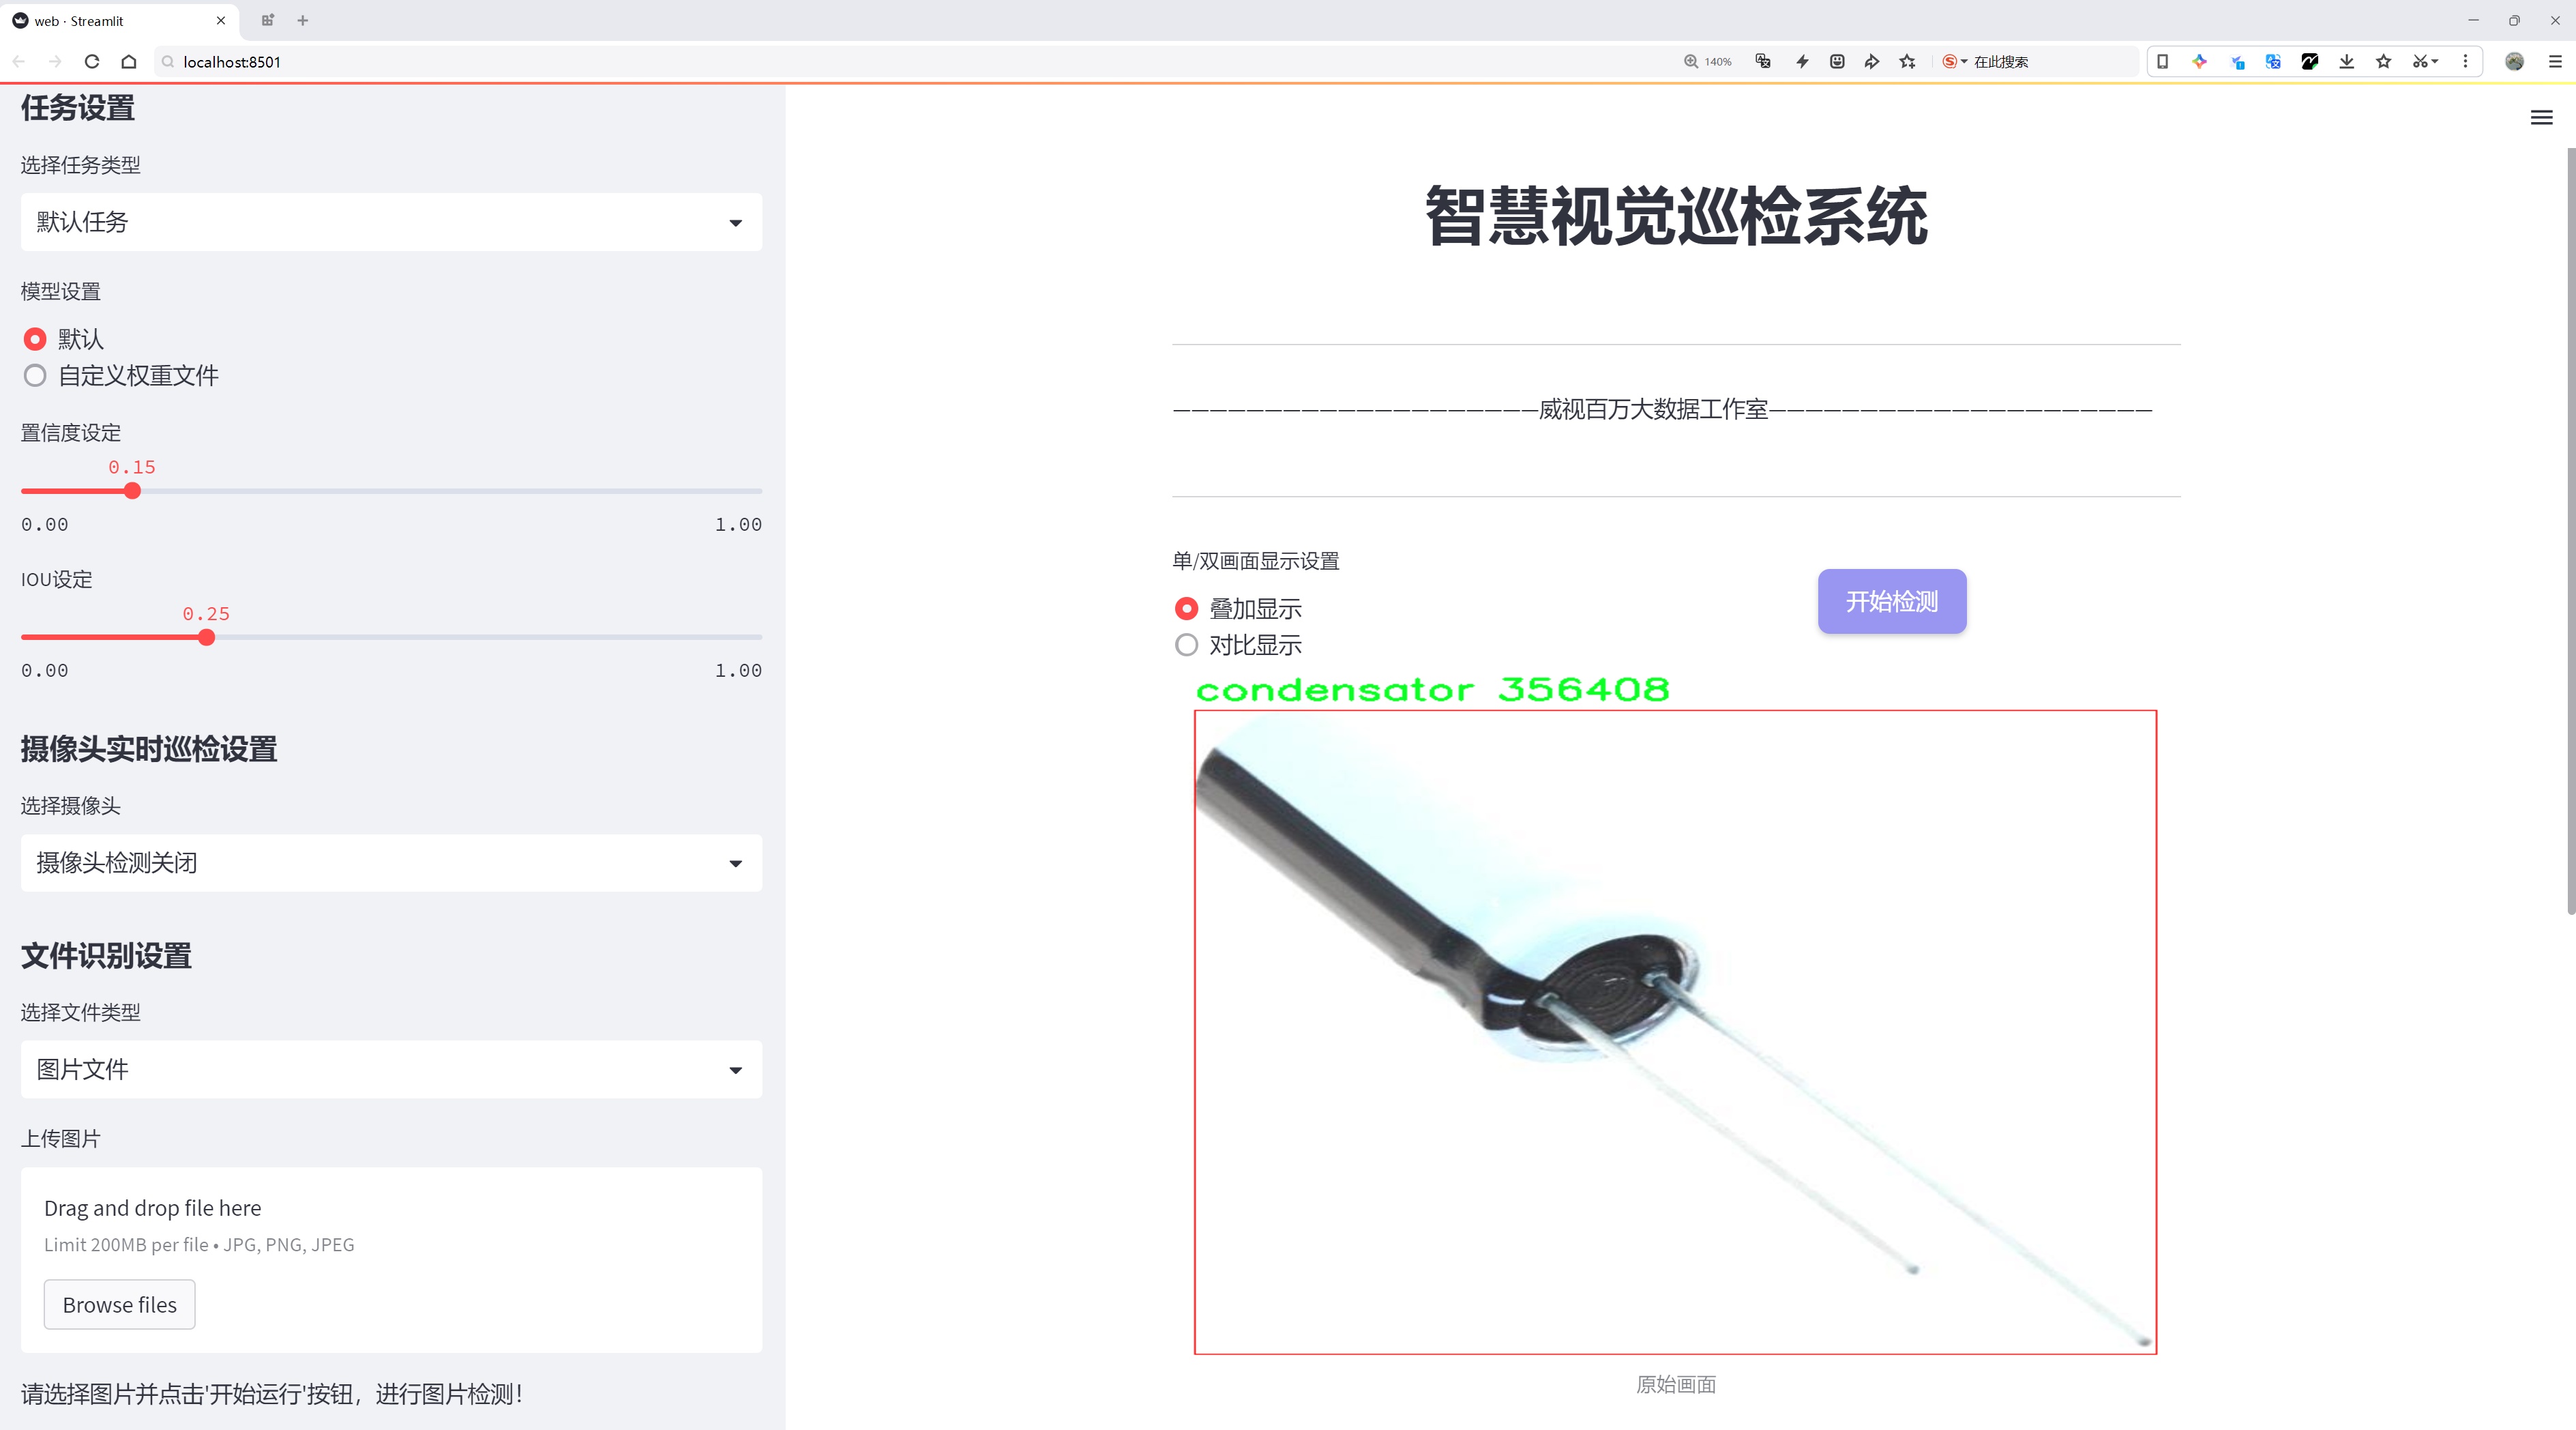 web · Streamlit
localhost:8501
140%
在此搜索
任务设置
选择任务类型
默认任务
模型设置
默认
自定义权重文件
置信度设定
0.15
0.00 1.00
IOU设定
0.25
0.00 1.00
摄像头实时巡检设置
选择摄像头
摄像头检测关闭
文件识别设置
选择文件类型
图片文件
上传图片
Drag and drop file here
Limit 200MB per file • JPG, PNG, JPEG
Browse files
请选择图片并点击'开始运行'按钮，进行图片检测！
智慧视觉巡检系统
————————————————————威视百万大数据工作室—————————————————————
单/双画面显示设置
叠加显示
对比显示
开始检测
condensator 356408
原始画面